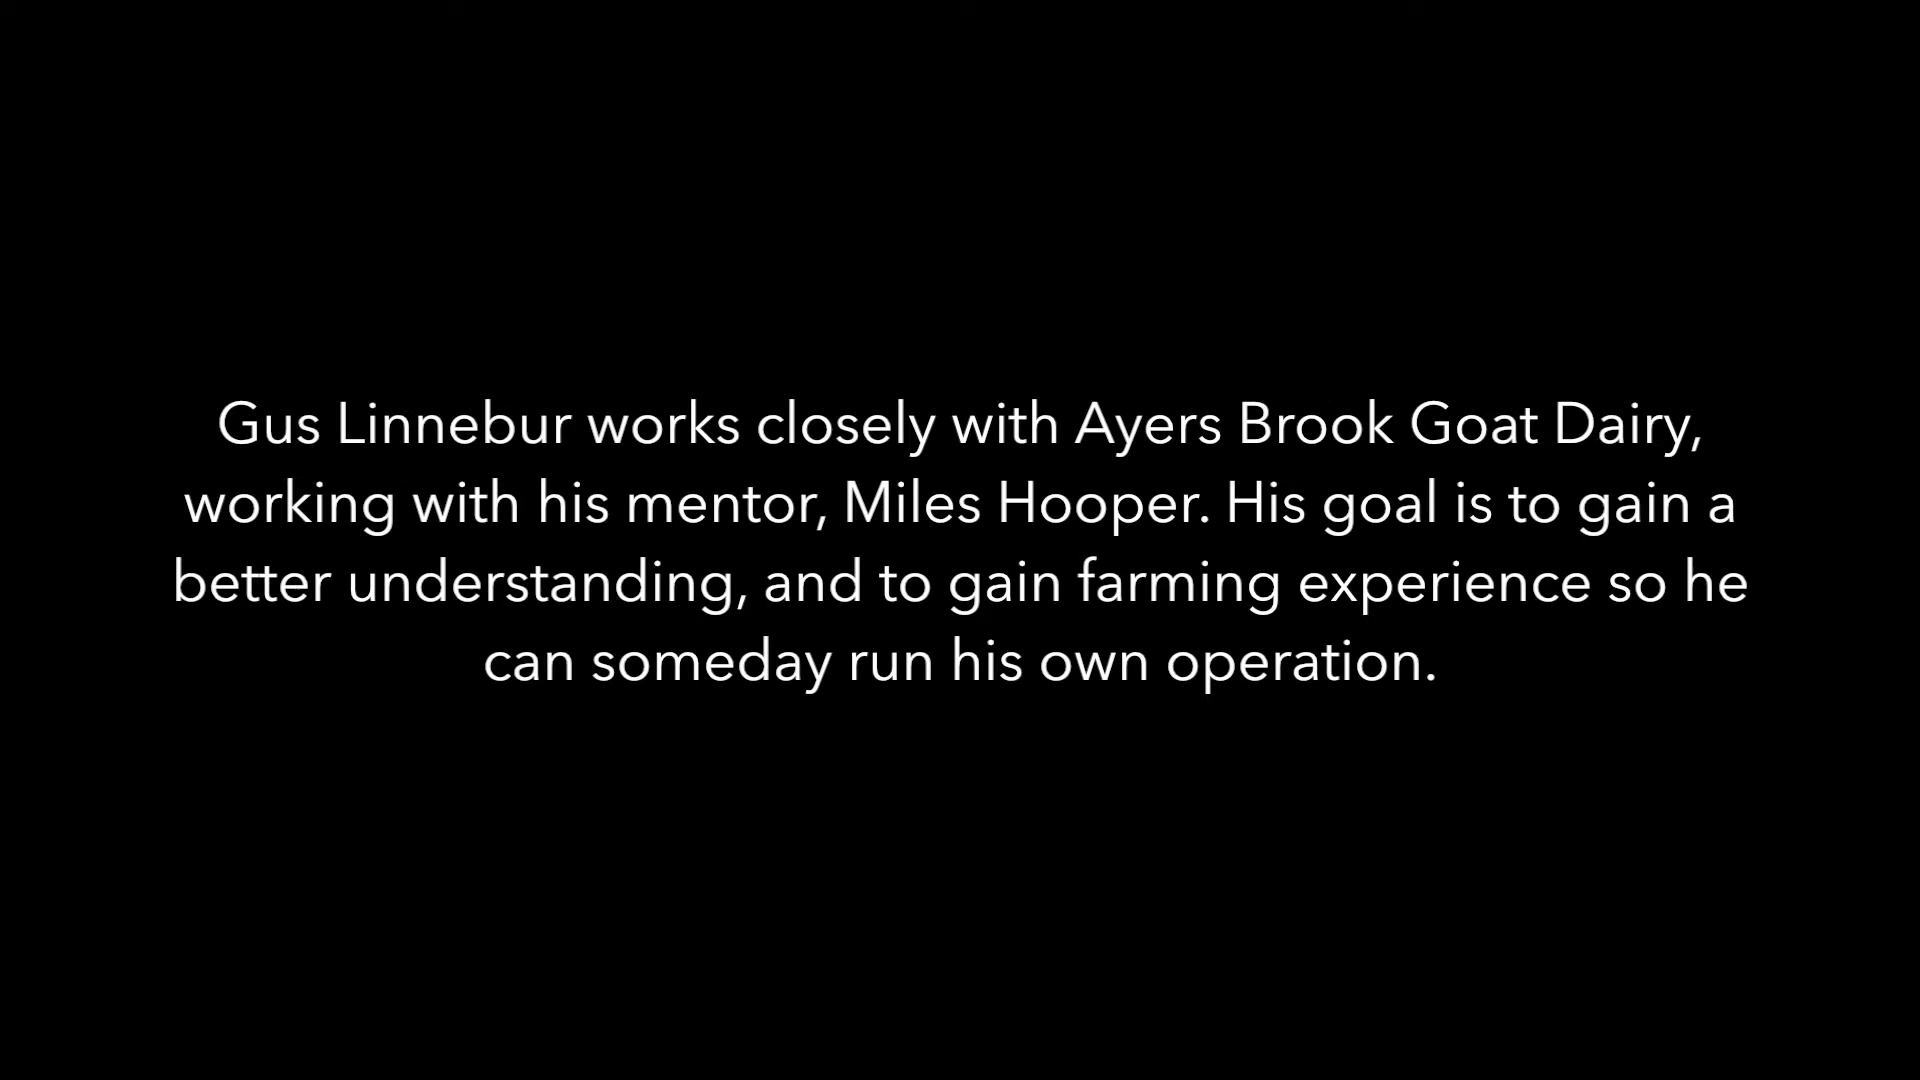 Gus Linnebur works closely with Ayers Brook Goat Dairy,
working with his mentor, Miles Hooper. His goal is to gain a
better understanding, and to gain farming experience so he
can someday run his own operation.